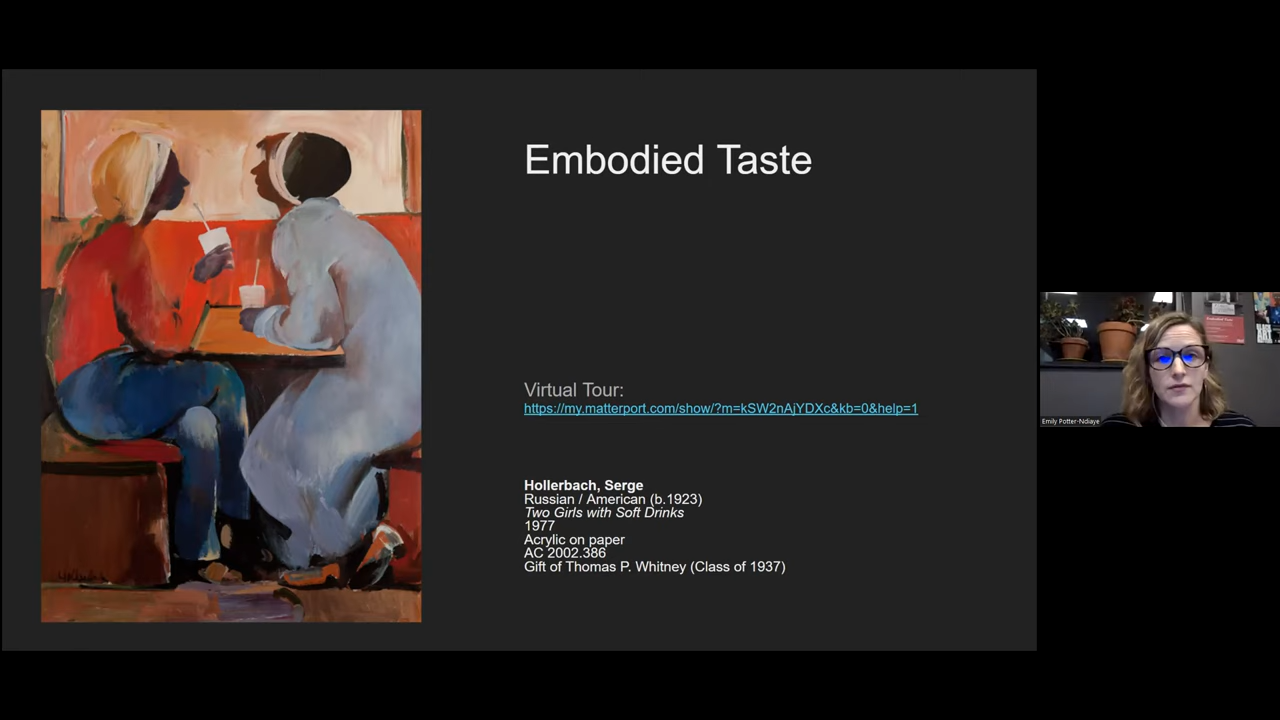 Embodied Taste
Virtual Tour:
https://my.matterport.com/show/?m=kSW2nAjYDXc&kb=0&help=1
Hollerbach, Serge
Russian / American (b.1923)
Two Girls with Soft Drinks
1977
Acrylic on paper
AC 2002.386
Gift of Thomas P. Whitney (Class of 1937)
Emily Potter-Ndiaye